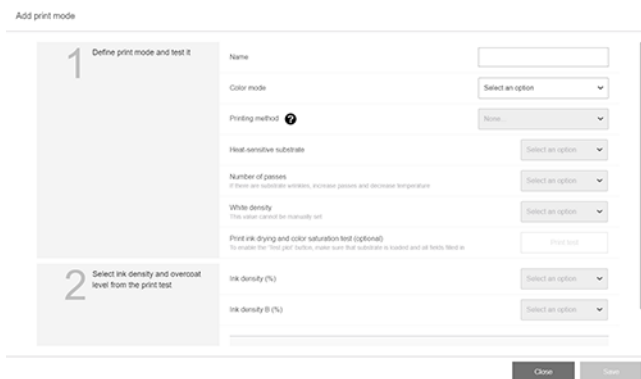 Add print mode
1
Define print mode and test it
Name
Color mode
Select an option
Printing method ?
None...
Heat-sensitive substrate
Select an option
Number of passes
If there are substrate wrinkles, increase passes and decrease temperature
Select an option
White density
This value cannot be manually set
Select an option
Print ink drying and color saturation test (optional)
To enable the 'Test plot' button, make sure that substrate is loaded and all fields filled in
Print test
2
Select ink density and overcoat
level from the print test
Ink density (%)
Select an option
Ink density B (%)
Select an option
Close
Save